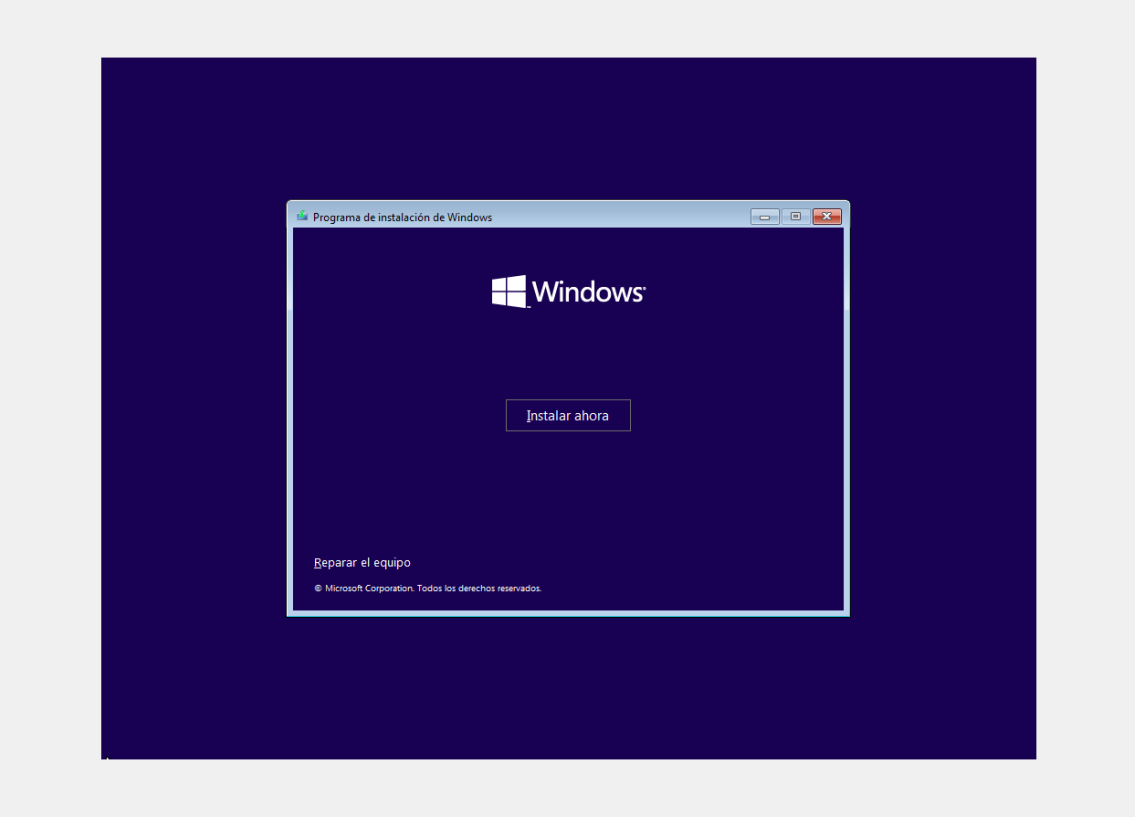 Programa de instalación de Windows
Windows
Instalar ahora
Reparar el equipo
© Microsoft Corporation. Todos los derechos reservados.